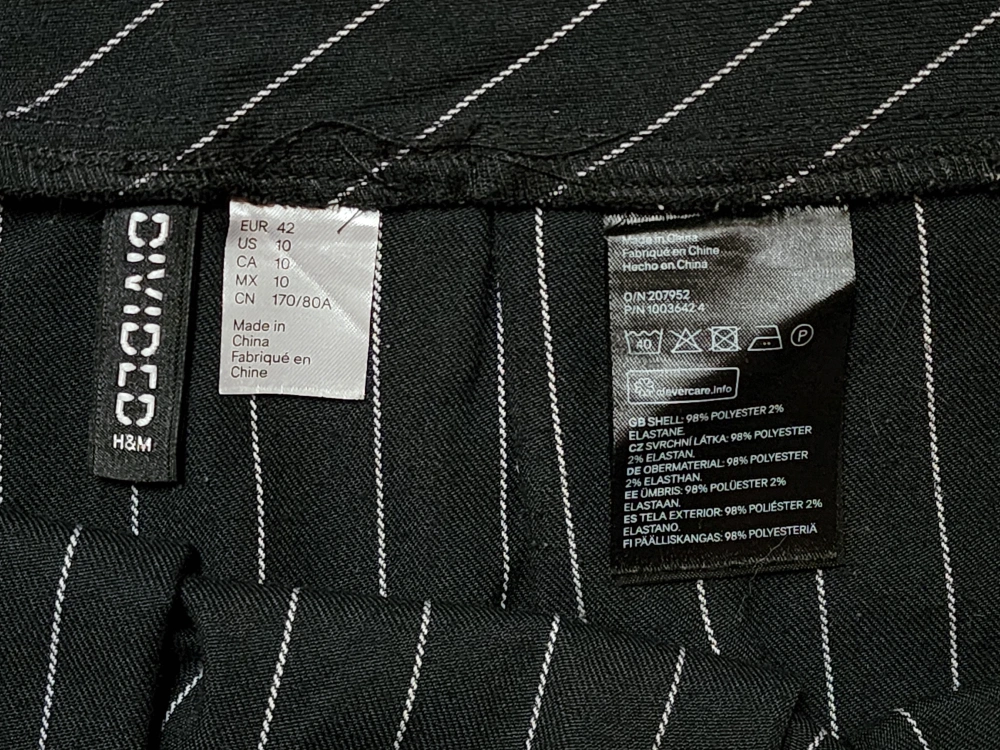 DIVIDED
H&M
EUR 42
US 10
CA 10
MX 10
CN 170/80A
Made in
China
Fabriqué en
Chine
Made in China
Fabriqué en Chine
Hecho en China
O/N 207952
P/N 1003642 4
40
P
clevercare.info
GB SHELL: 98% POLYESTER 2%
ELASTANE.
CZ SVRCHNÍ LÁTKA: 98% POLYESTER
2% ELASTAN.
DE OBERMATERIAL: 98% POLYESTER
2% ELASTHAN.
EE ÜMBRIS: 98% POLÜESTER 2%
ELASTAAN.
ES TELA EXTERIOR: 98% POLIÉSTER 2%
ELASTANO.
FI PÄÄLLISKANGAS: 98% POLYESTERIÄ